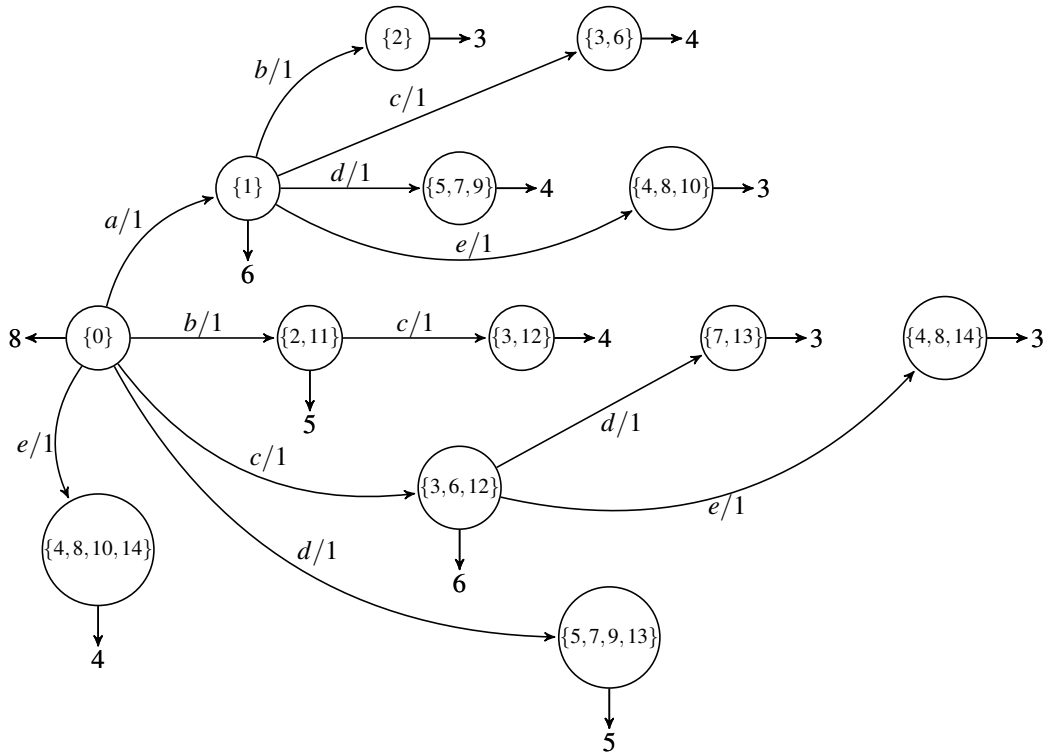 {2}
3
{3,6}
4
b/1
c/1
{1}
d/1
{5,7,9}
4
{4,8,10}
3
a/1
e/1
6
8
{0}
b/1
{2,11}
c/1
{3,12}
4
{7,13}
3
{4,8,14}
3
5
d/1
e/1
c/1
{3,6,12}
e/1
{4,8,10,14}
d/1
6
4
{5,7,9,13}
5